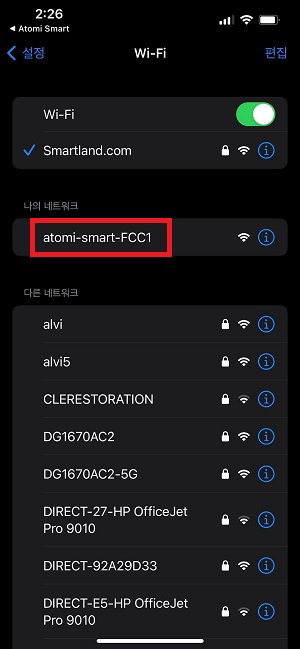 2:26
◀ Atomi Smart
설정
Wi-Fi
편집
Wi-Fi
Smartland.com
나의 네트워크
atomi-smart-FCC1
다른 네트워크
alvi
alvi5
CLERESTORATION
DG1670AC2
DG1670AC2-5G
DIRECT-27-HP OfficeJet
Pro 9010
DIRECT-92A29D33
DIRECT-E5-HP OfficeJet
Pro 9010